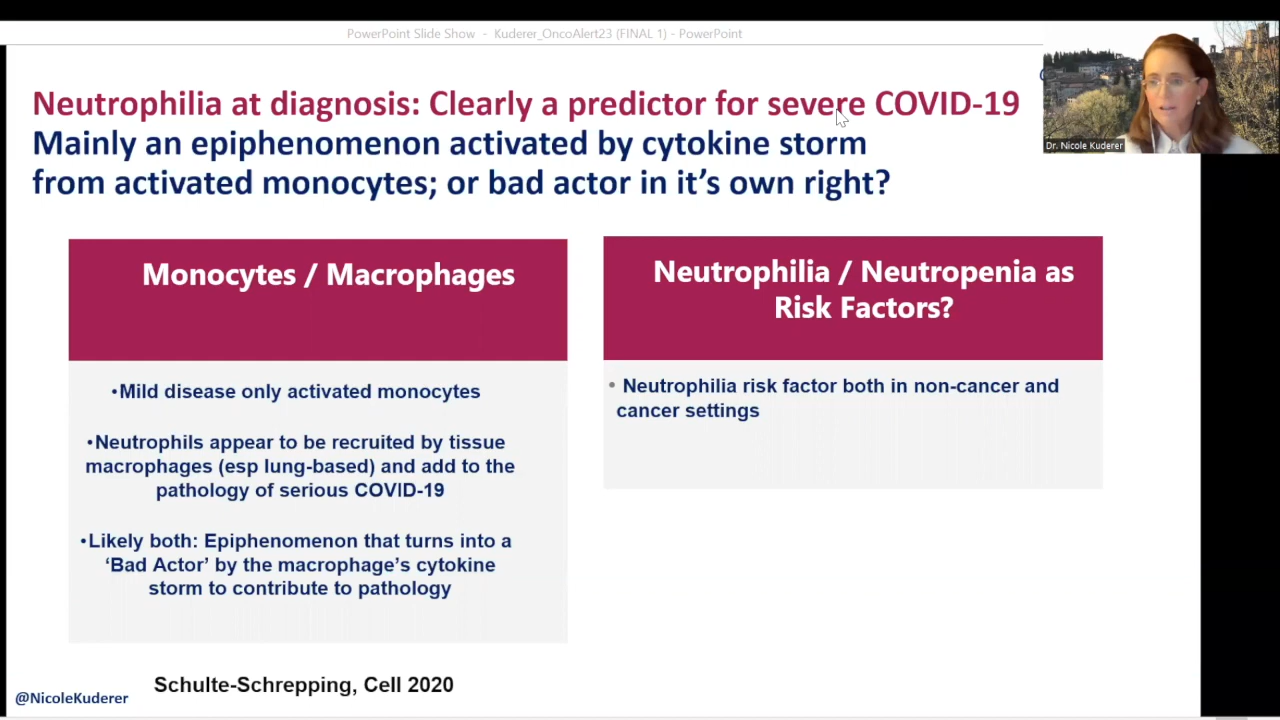 PowerPoint Slide Show - Kuderer_OncoAlert23 (FINAL 1) - PowerPoint
Neutrophilia at diagnosis: Clearly a predictor for severe COVID-19
Mainly an epiphenomenon activated by cytokine storm
from activated monocytes; or bad actor in it's own right?
Dr. Nicole Kuderer
Monocytes / Macrophages
•Mild disease only activated monocytes
•Neutrophils appear to be recruited by tissue
macrophages (esp lung-based) and add to the
pathology of serious COVID-19
•Likely both: Epiphenomenon that turns into a
‘Bad Actor’ by the macrophage’s cytokine
storm to contribute to pathology
Neutrophilia / Neutropenia as
Risk Factors?
• Neutrophilia risk factor both in non-cancer and
cancer settings
Schulte-Schrepping, Cell 2020
@NicoleKuderer